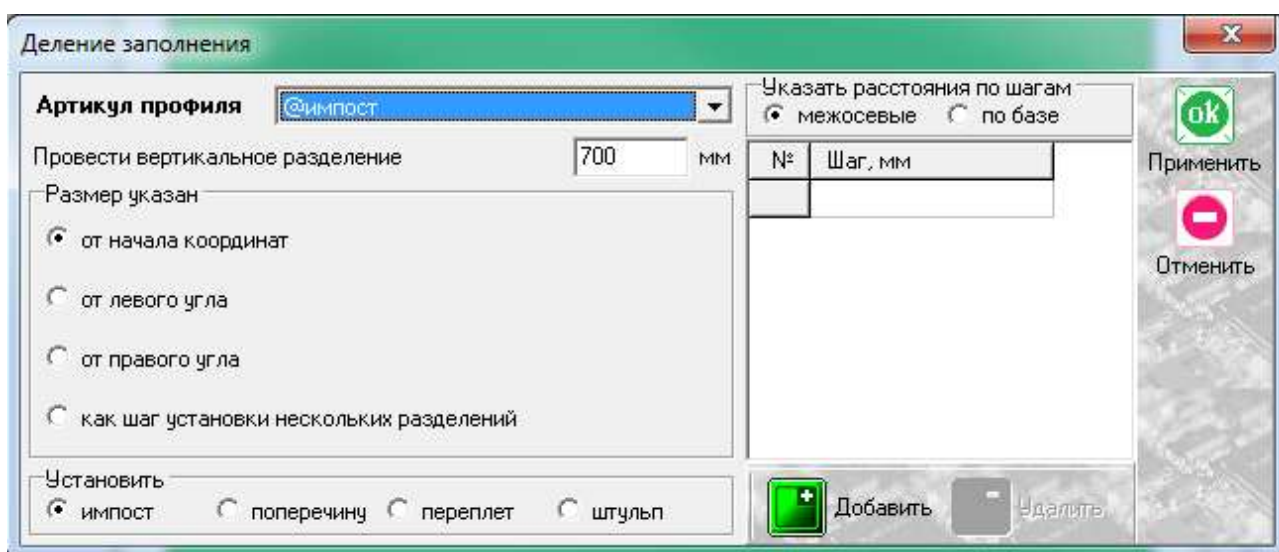 Деление заполнения
Артикул профиля @импост
Провести вертикальное разделение 700 мм
Размер указан
от начала координат
от левого угла
от правого угла
как шаг установки нескольких разделений
Установить
импост поперечину переплет штульп
Указать расстояния по шагам
межосевые по базе
№ Шаг, мм
Добавить Удалить
ok
Применить
Отменить